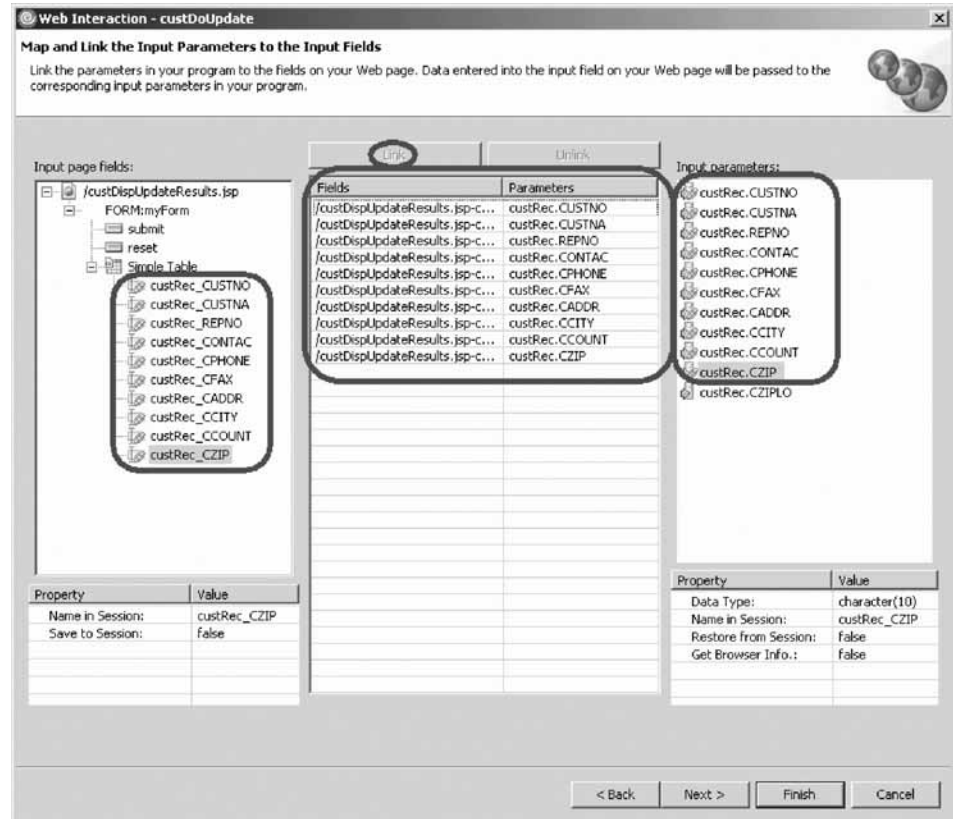 Web Interaction - custDoUpdate
Map and Link the Input Parameters to the Input Fields
Link the parameters in your program to the fields on your Web page. Data entered into the input field on your Web page will be passed to the
corresponding input parameters in your program.
Link
Unlink
Input page fields:
/custDispUpdateResults.jsp
FORM:myForm
submit
reset
Simple Table
custRec_CUSTNO
custRec_CUSTNA
custRec_REPNO
custRec_CONTAC
custRec_CPHONE
custRec_CFAX
custRec_CADDR
custRec_CCITY
custRec_CCOUNT
custRec_CZIP
Property Value
Name in Session: custRec_CZIP
Save to Session: false
Fields Parameters
/custDispUpdateResults.jsp-c... custRec.CUSTNO
/custDispUpdateResults.jsp-c... custRec.CUSTNA
/custDispUpdateResults.jsp-c... custRec.REPNO
/custDispUpdateResults.jsp-c... custRec.CONTAC
/custDispUpdateResults.jsp-c... custRec.CPHONE
/custDispUpdateResults.jsp-c... custRec.CFAX
/custDispUpdateResults.jsp-c... custRec.CADDR
/custDispUpdateResults.jsp-c... custRec.CCITY
/custDispUpdateResults.jsp-c... custRec.CCOUNT
/custDispUpdateResults.jsp-c... custRec.CZIP
Input parameters:
custRec.CUSTNO
custRec.CUSTNA
custRec.REPNO
custRec.CONTAC
custRec.CPHONE
custRec.CFAX
custRec.CADDR
custRec.CCITY
custRec.CCOUNT
custRec.CZIP
custRec.CZIPLO
Property Value
Data Type: character(10)
Name in Session: custRec_CZIP
Restore from Session: false
Get Browser Info.: false
< Back Next > Finish Cancel